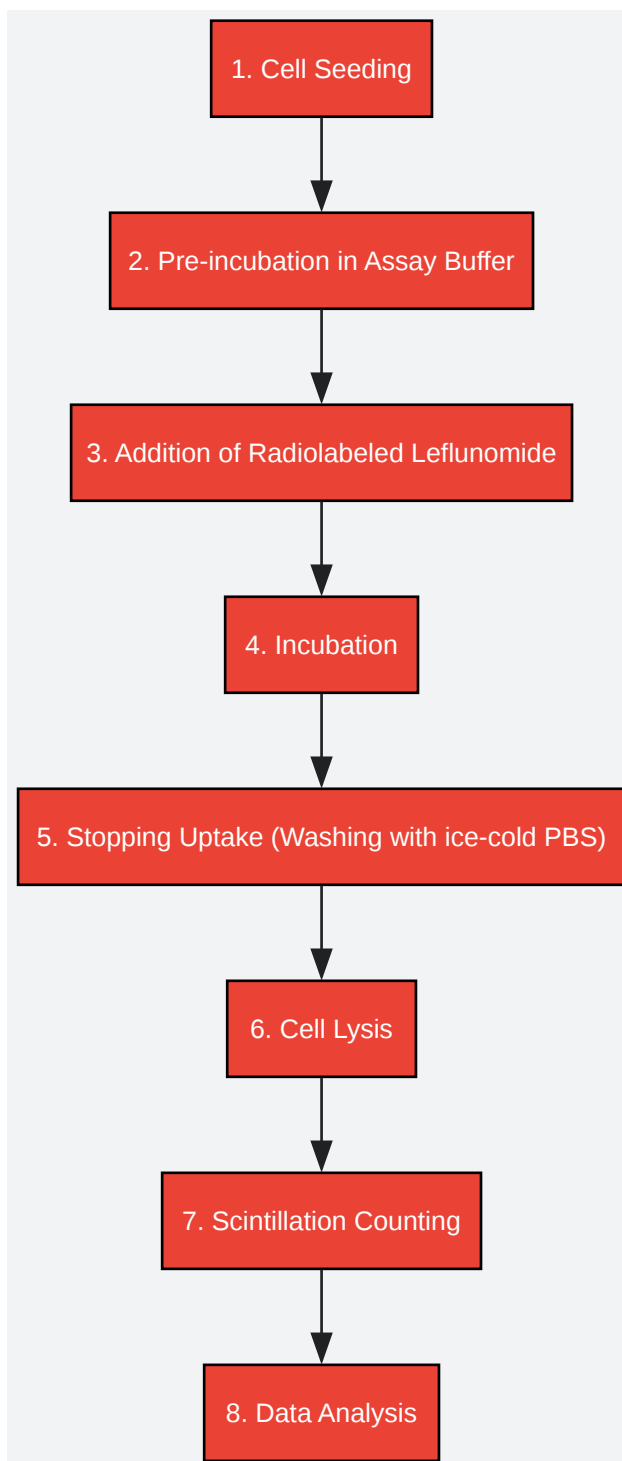 1. Cell Seeding
2. Pre-incubation in Assay Buffer
3. Addition of Radiolabeled Leflunomide
4. Incubation
5. Stopping Uptake (Washing with ice-cold PBS)
6. Cell Lysis
7. Scintillation Counting
8. Data Analysis